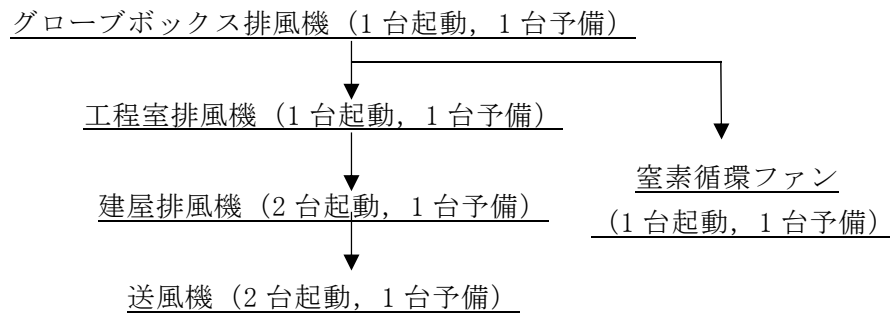 グローブボックス排風機（1 台起動，1 台予備）
工程室排風機（1 台起動，1 台予備）
建屋排風機（2 台起動，1 台予備）
送風機（2 台起動，1 台予備）
窒素循環ファン
（1 台起動，1 台予備）